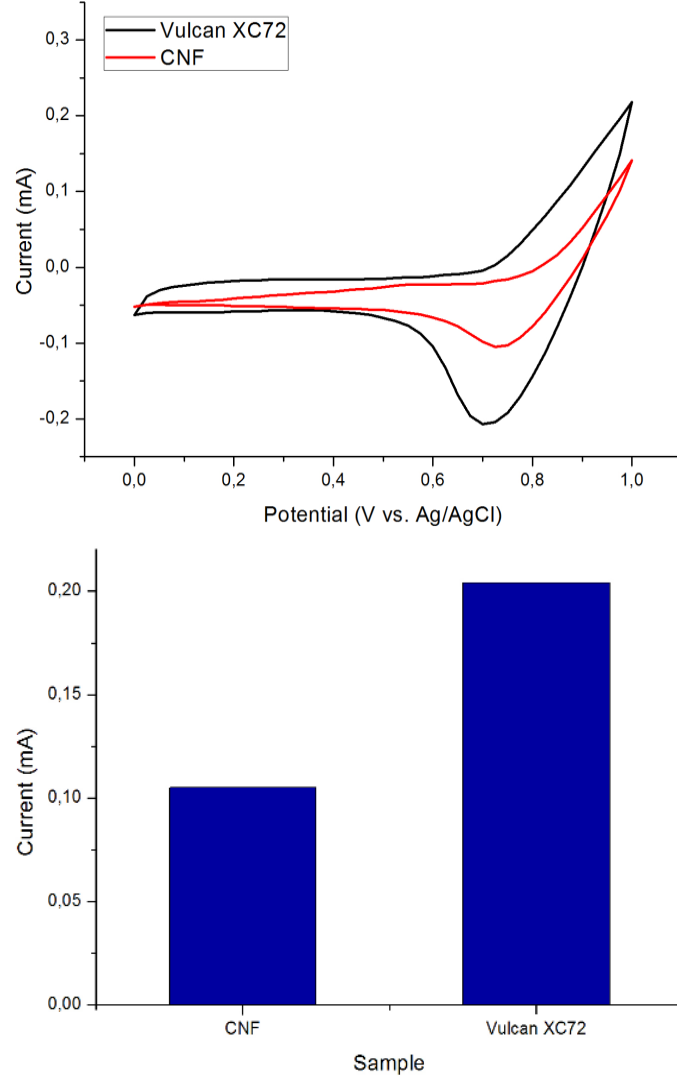 Vulcan XC72
CNF
0,3
0,2
0,1
0,0
-0,1
-0,2
Current (mA)
0,0 0,2 0,4 0,6 0,8 1,0
Potential (V vs. Ag/AgCl)
0,20
0,15
0,10
0,05
0,00
Current (mA)
CNF Vulcan XC72
Sample